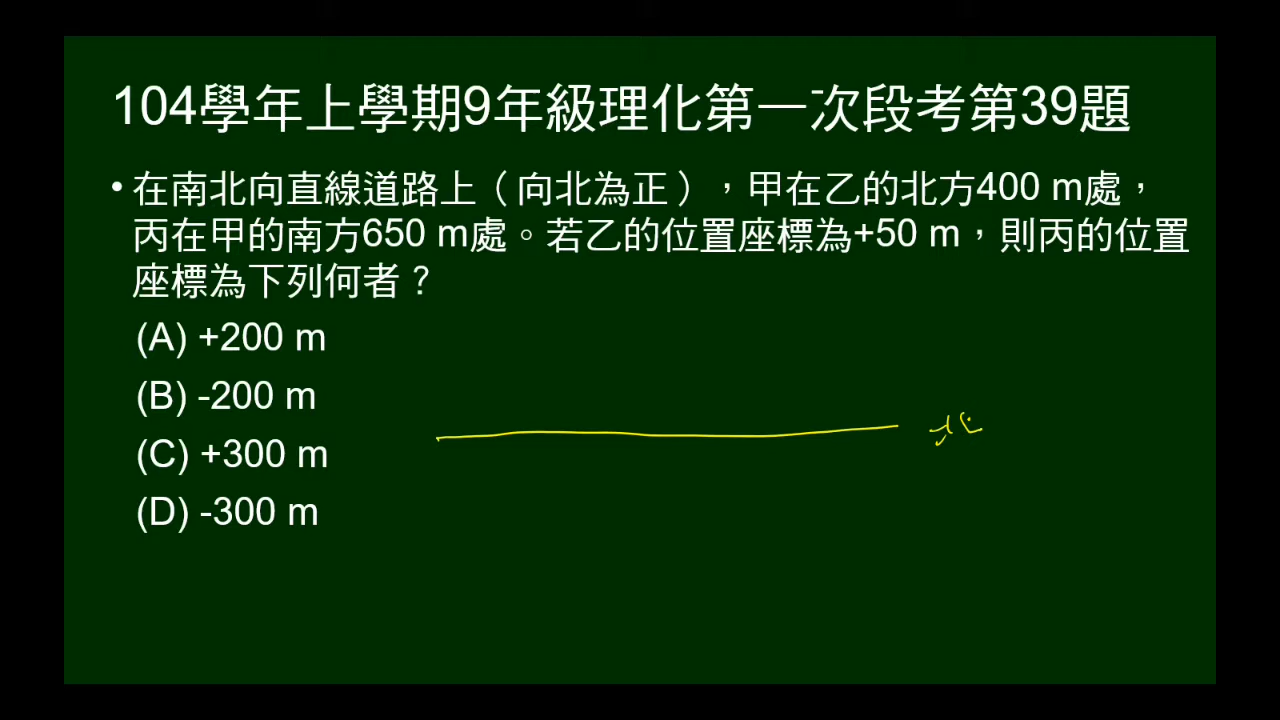 104學年上學期9年級理化第一次段考第39題
•在南北向直線道路上（向北為正），甲在乙的北方400 m處，
丙在甲的南方650 m處。若乙的位置座標為+50 m，則丙的位置
座標為下列何者？
(A) +200 m
(B) -200 m
北
(C) +300 m
(D) -300 m